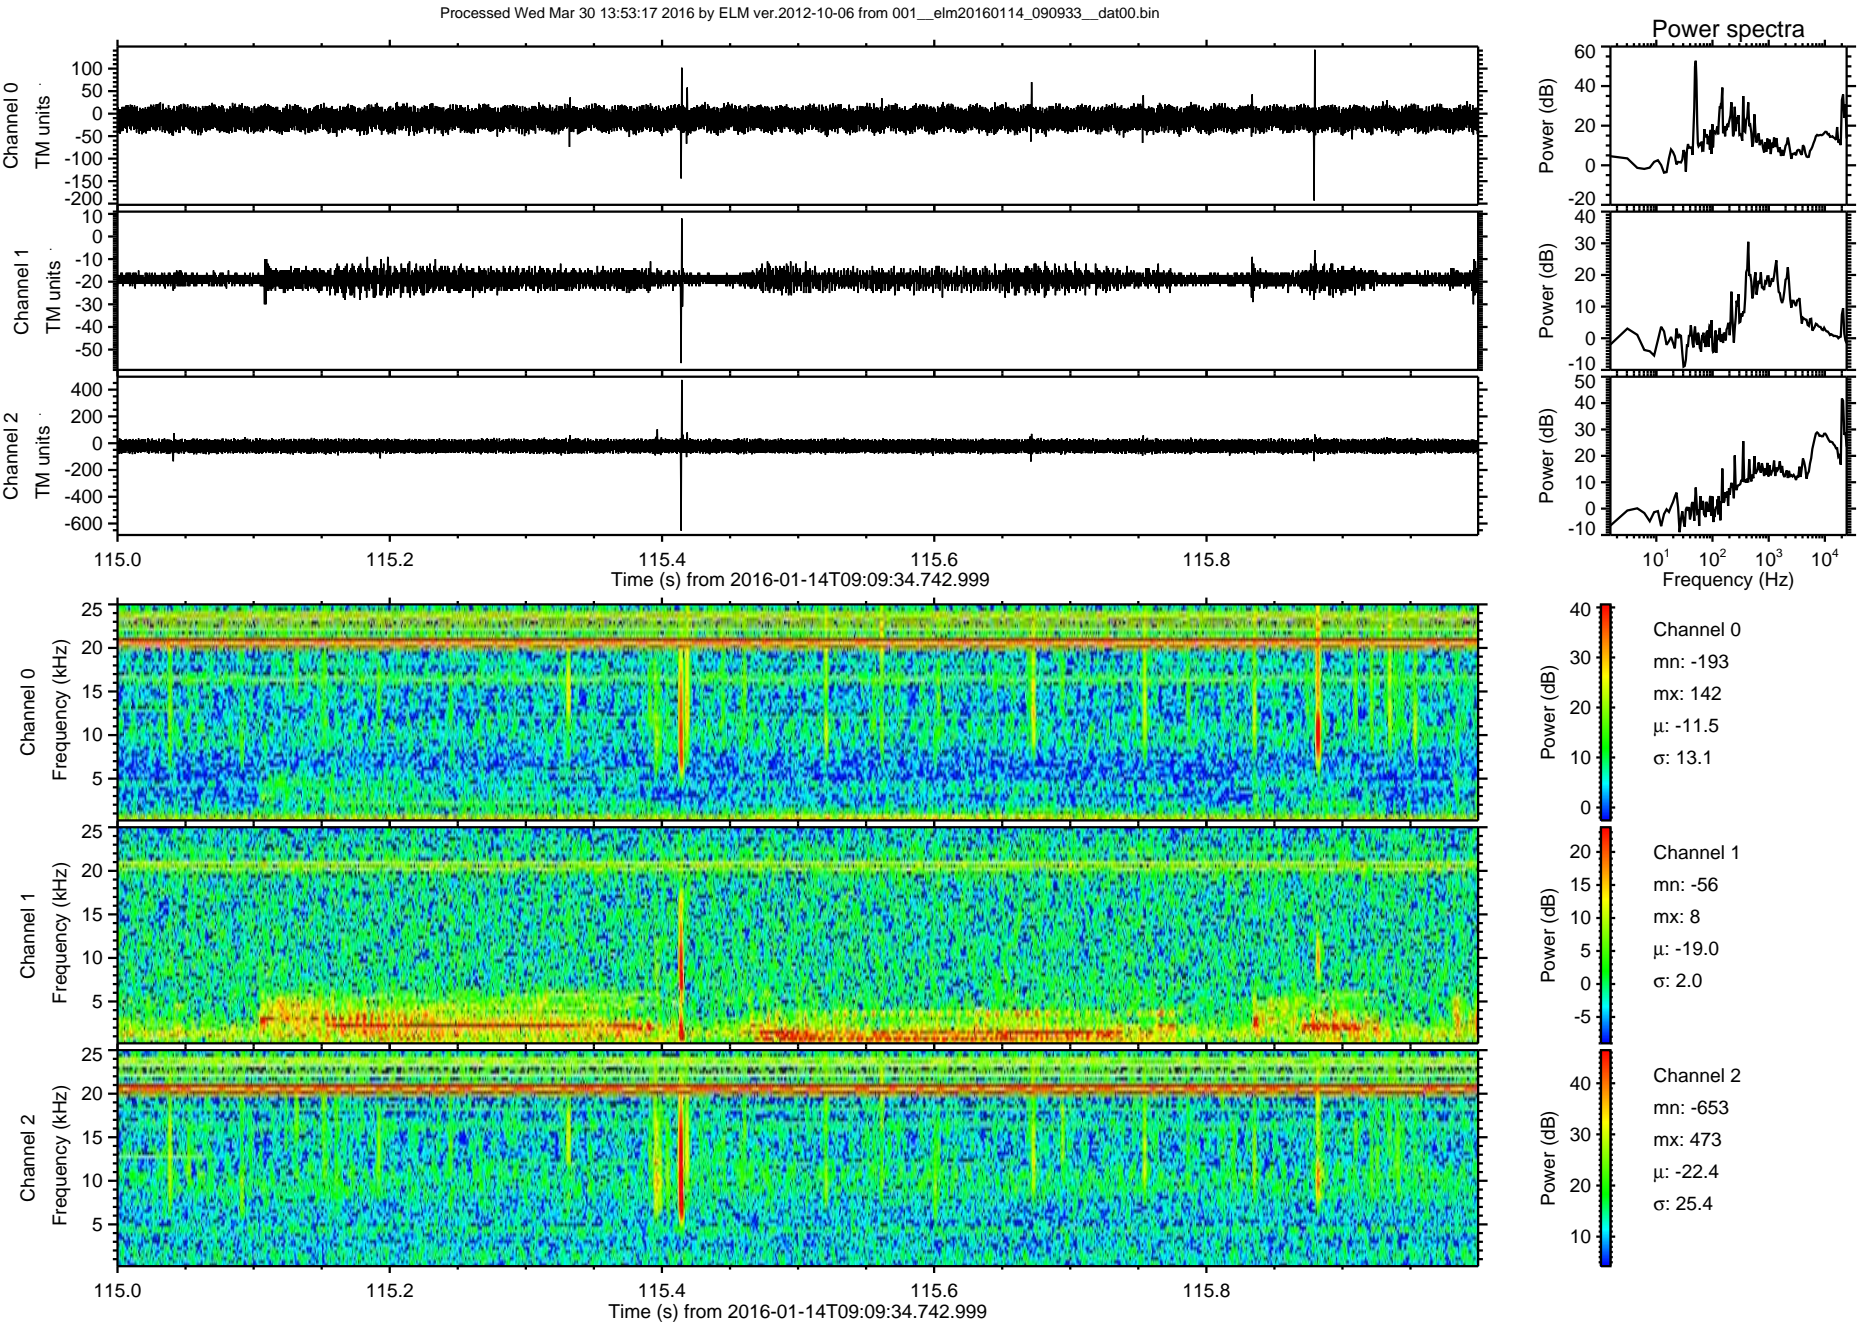 Processed Wed Mar 30 13:53:17 2016 by ELM ver.2012-10-06 from 001__elm20160114_090933__dat00.bin
Power spectra
Channel 0
TM units
100
50
0
-50
-100
-150
-200
Power (dB)
60
40
20
0
-20
Channel 1
TM units
10
0
-10
-20
-30
-40
-50
Power (dB)
40
30
20
10
0
-10
Channel 2
TM units
400
200
0
-200
-400
-600
Power (dB)
50
40
30
20
10
0
-10
115.0 115.2 115.4 115.6 115.8
Time (s) from 2016-01-14T09:09:34.742.999
10^1 10^2 10^3 10^4
Frequency (Hz)
Channel 0
Frequency (kHz)
25
20
15
10
5
Power (dB)
40
30
20
10
0
Channel 0
mn: -193
mx: 142
μ: -11.5
σ: 13.1
Channel 1
Frequency (kHz)
25
20
15
10
5
Power (dB)
20
15
10
5
0
-5
Channel 1
mn: -56
mx: 8
μ: -19.0
σ: 2.0
Channel 2
Frequency (kHz)
25
20
15
10
5
Power (dB)
40
30
20
10
Channel 2
mn: -653
mx: 473
μ: -22.4
σ: 25.4
115.0 115.2 115.4 115.6 115.8
Time (s) from 2016-01-14T09:09:34.742.999